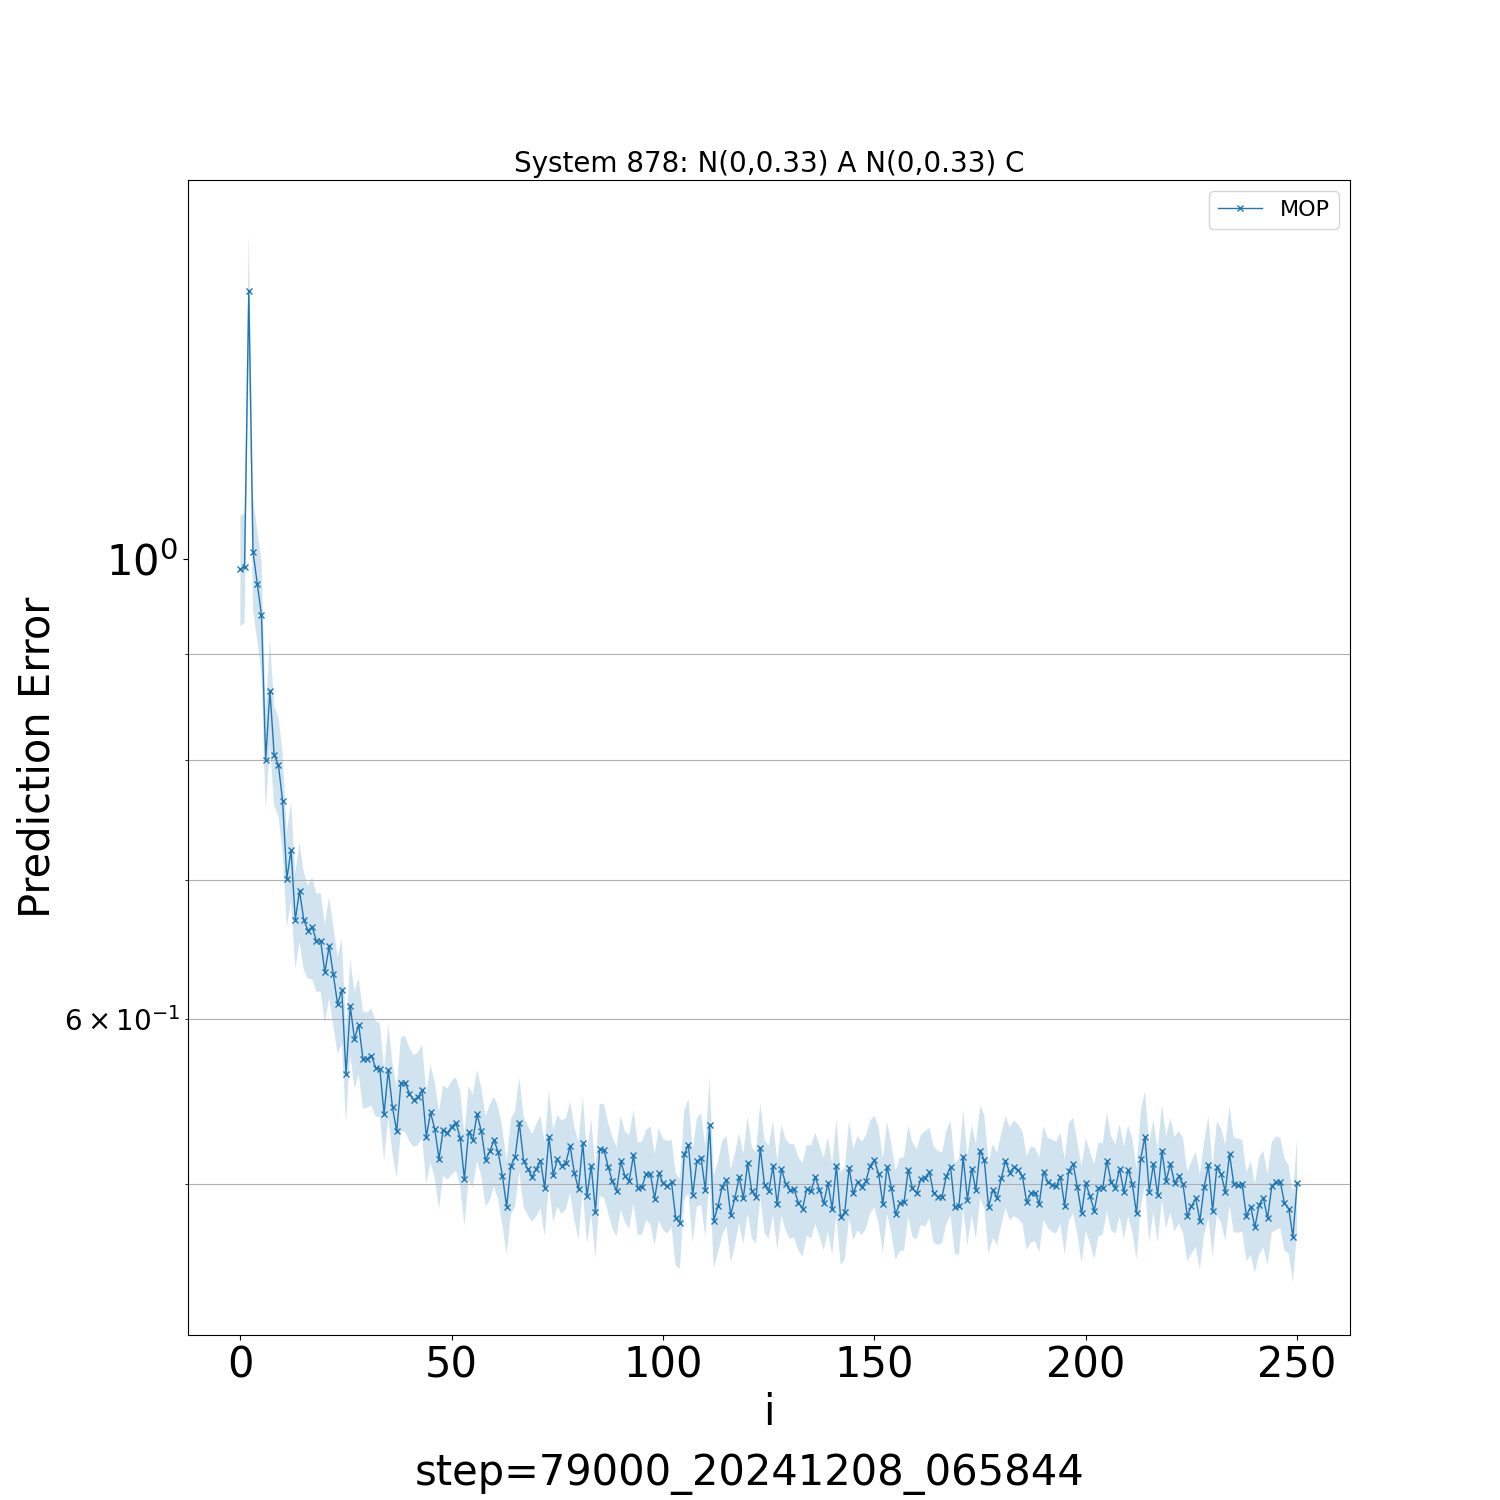 System 878: N(0,0.33) A N(0,0.33) C
MOP
Prediction Error
10⁰
6 × 10⁻¹
0 50 100 150 200 250
i
step=79000_20241208_065844